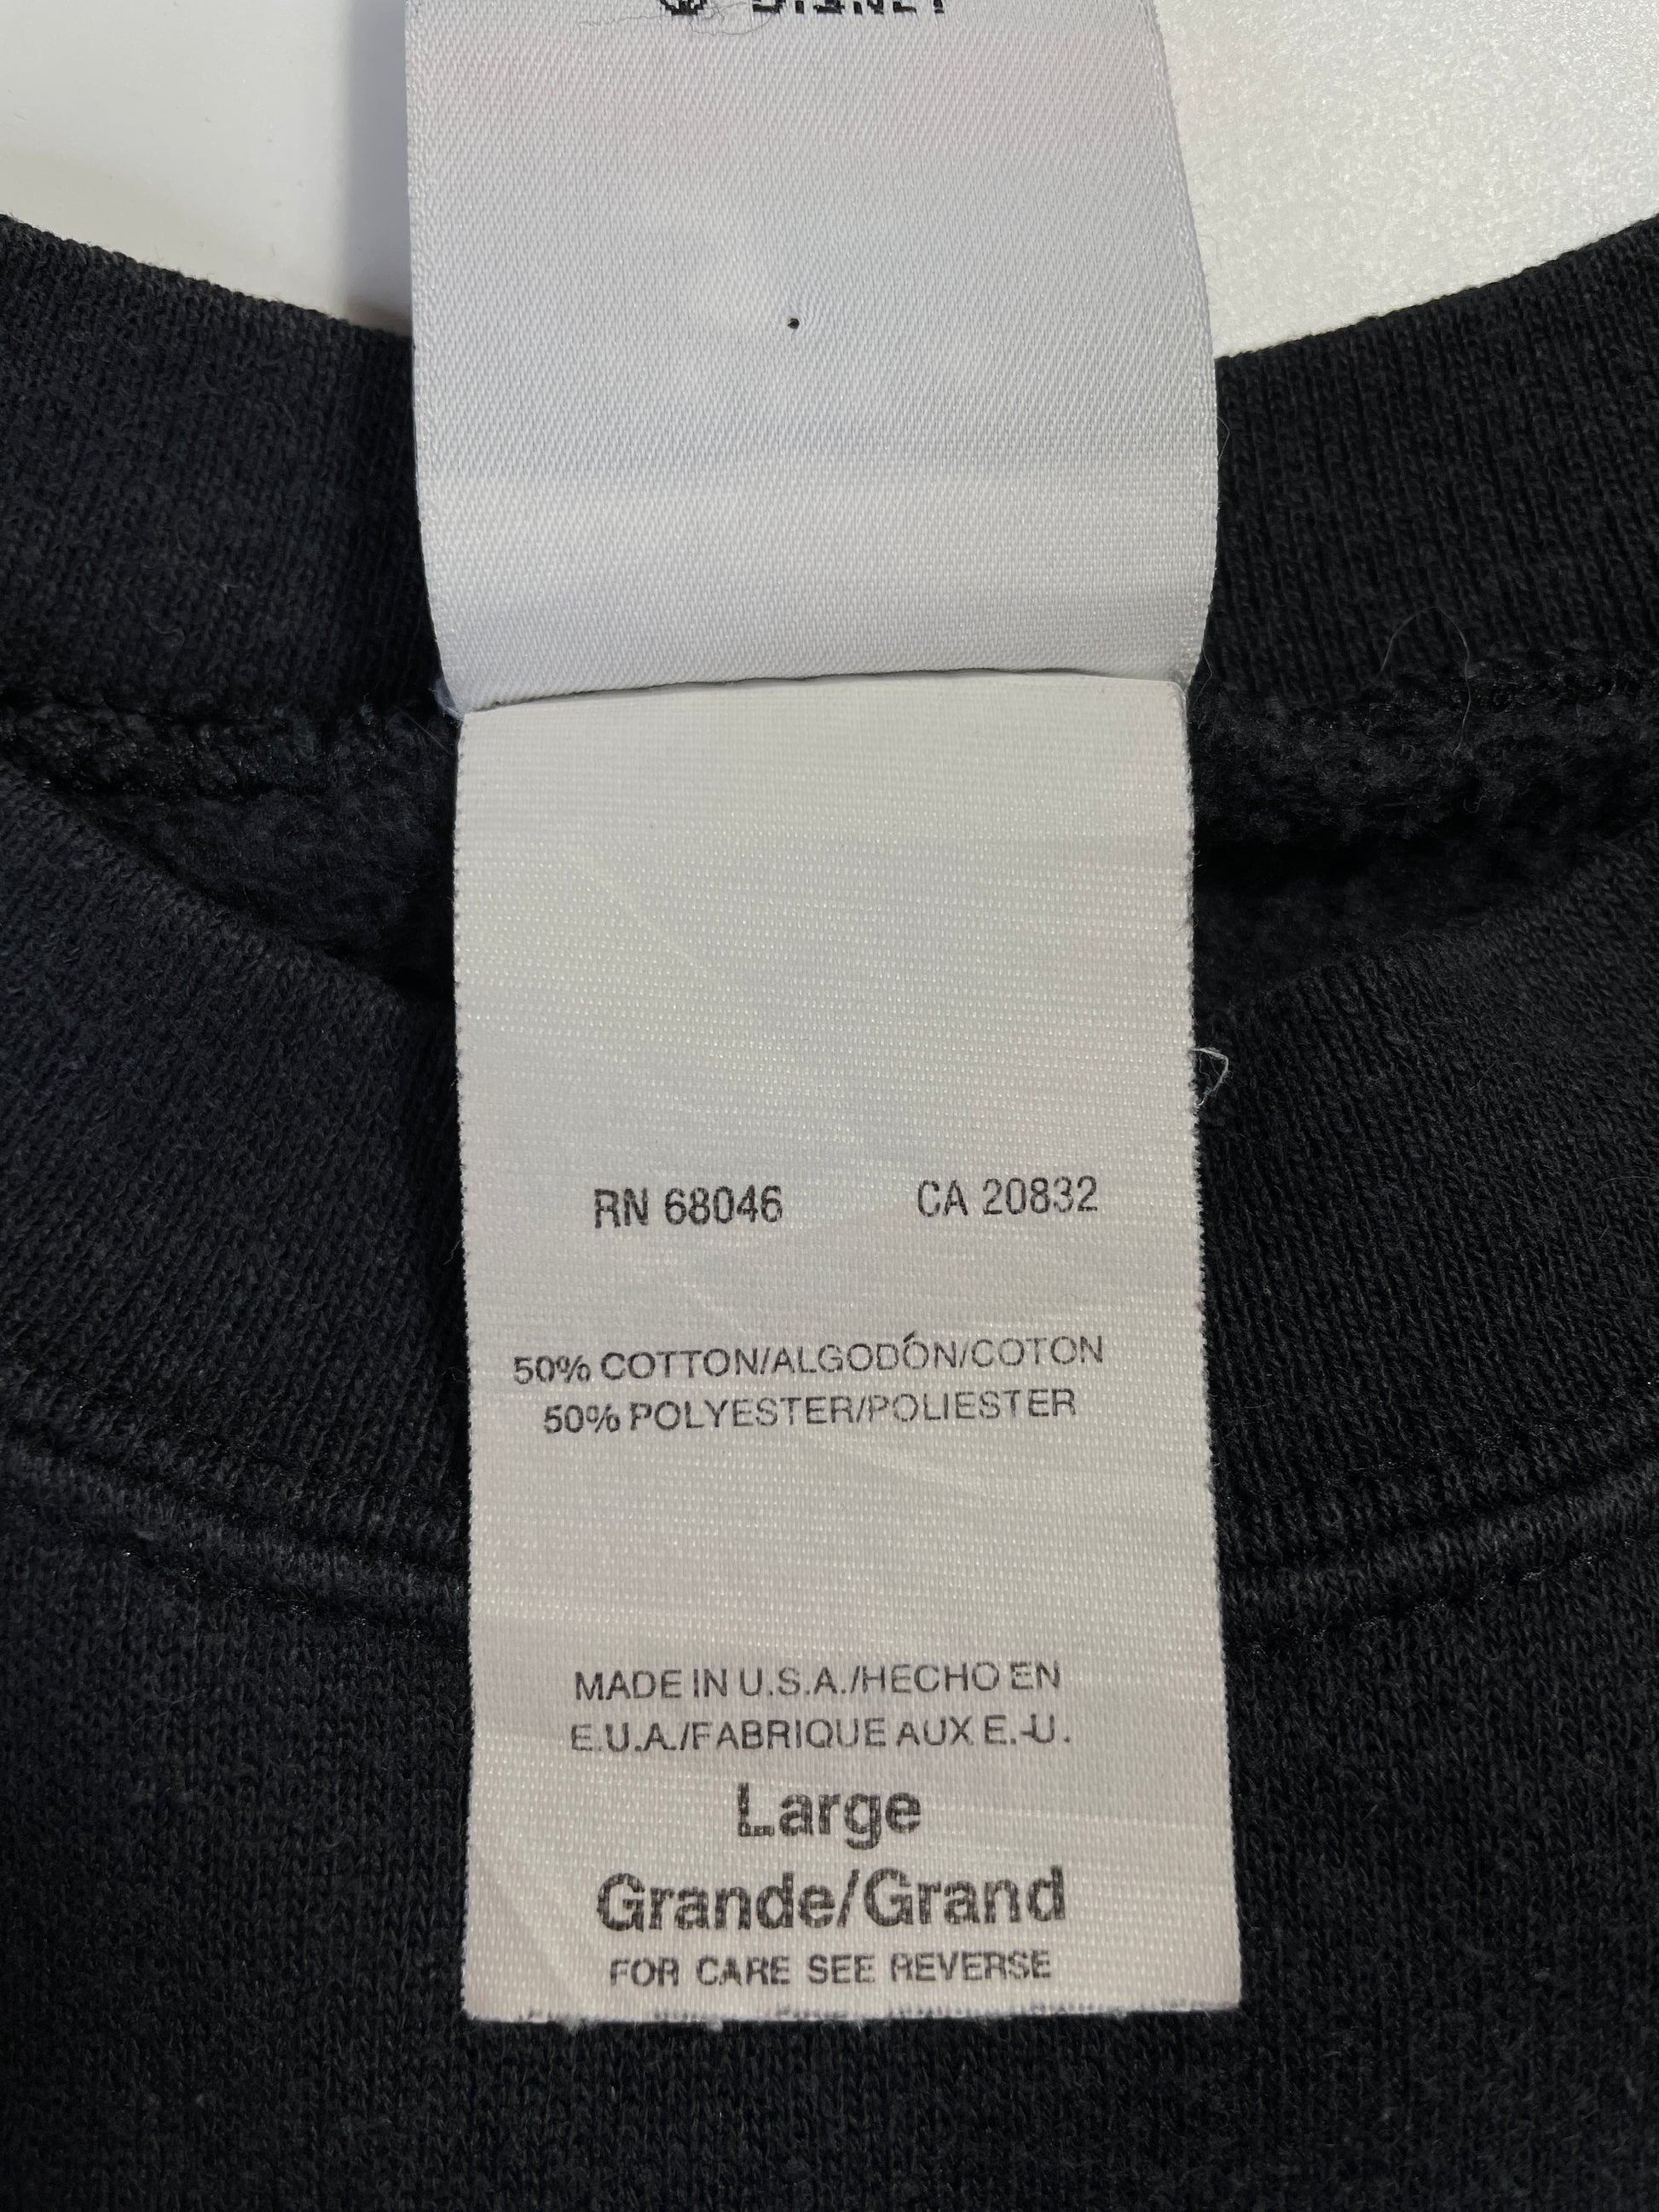 © DISNEY
RN 68046 CA 20832
50% COTTON/ALGODÓN/COTON
50% POLYESTER/POLIESTER
MADE IN U.S.A./HECHO EN
E.U.A./FABRIQUE AUX E.-U.
Large
Grande/Grand
FOR CARE SEE REVERSE